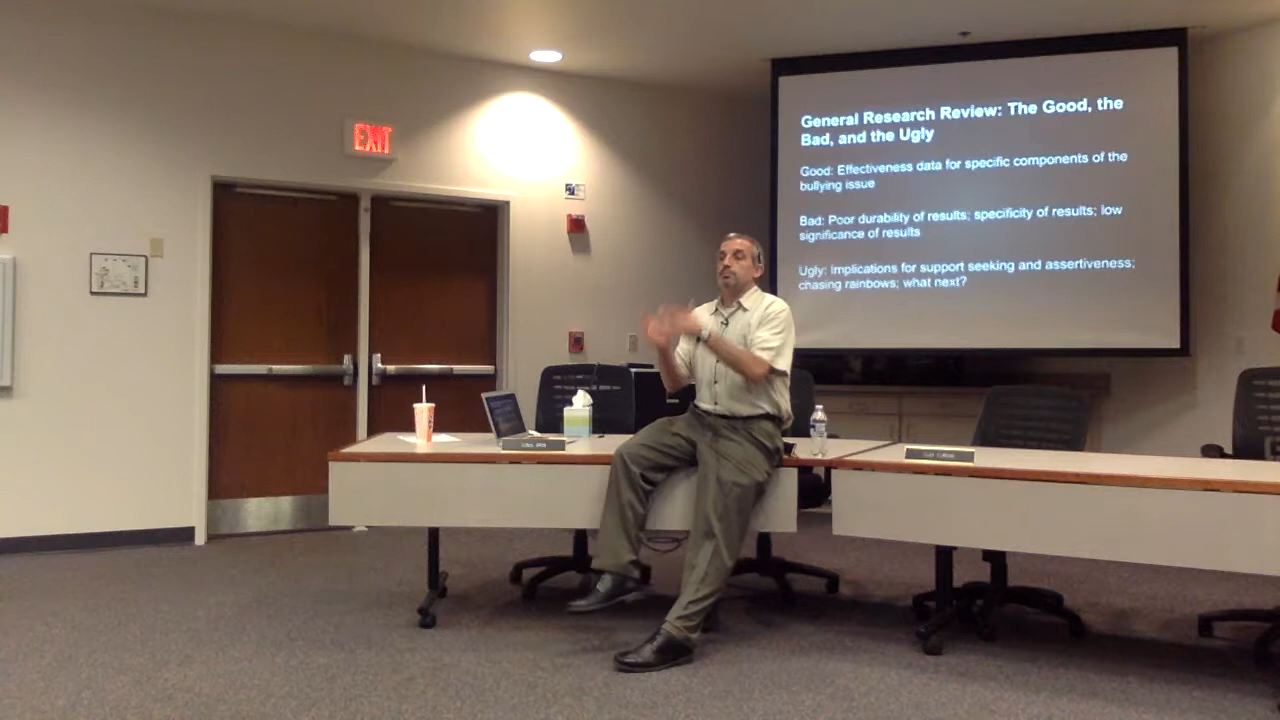 EXIT
General Research Review: The Good, the
Bad, and the Ugly
Good: Effectiveness data for specific components of the
bullying issue
Bad: Poor durability of results; specificity of results; low
significance of results
Ugly: Implications for support seeking and assertiveness;
chasing rainbows; what next?